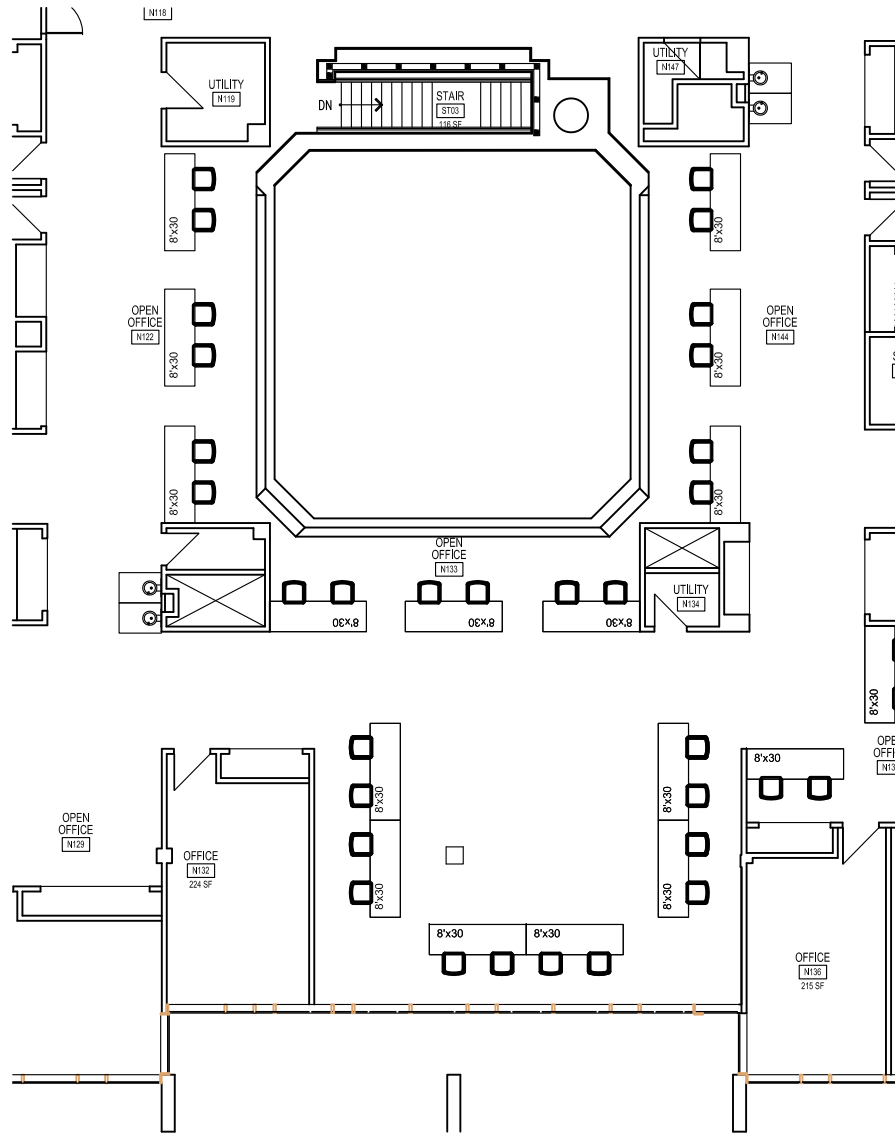 N118
UTILITY
N119
DN
STAIR
ST03
116 SF
UTILITY
N147
8'x30
8'x30
OPEN
OFFICE
N122
8'x30
8'x30
OPEN
OFFICE
N144
8'x30
8'x30
OPEN
OFFICE
N133
UTILITY
N134
8'x30
8'x30
8'x30
8'x30
8'x30
8'x30
8'x30
OPEN
OFFICE
N129
OFFICE
N132
224 SF
8'x30
8'x30
8'x30
8'x30
OFFICE
N136
215 SF